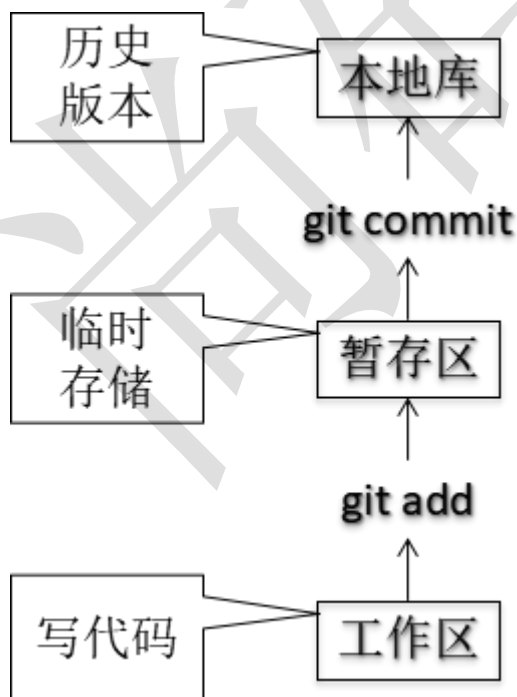 历史
版本
本地库
git commit
临时
存储
暂存区
git add
写代码
工作区